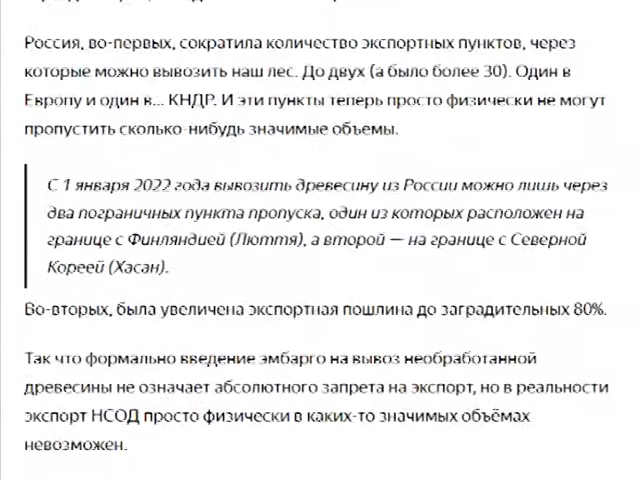 Россия, во-первых, сократила количество экспортных пунктов, через
которые можно вывозить наш лес. До двух (а было более 30). Один в
Европу и один в... КНДР. И эти пункты теперь просто физически не могут
пропустить сколько-нибудь значимые объемы.
С 1 января 2022 года вывозить древесину из России можно лишь через
два пограничных пункта пропуска, один из которых расположен на
границе с Финляндией (Люття), а второй — на границе с Северной
Кореей (Хасан).
Во-вторых, была увеличена экспортная пошлина до заградительных 80%.
Так что формально введение эмбарго на вывоз необработанной
древесины не означает абсолютного запрета на экспорт, но в реальности
экспорт НСОД просто физически в каких-то значимых объёмах
невозможен.